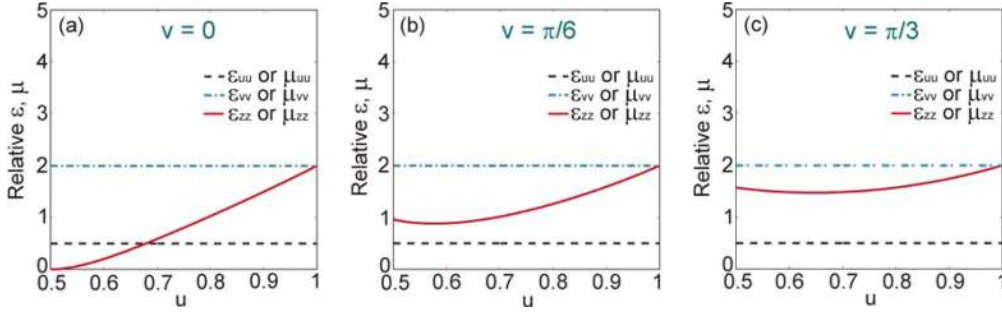 (a) v = 0
Relative ε, μ
5
4
3
2
1
0
εuu or μuu
εvv or μvv
εzz or μzz
0.5 0.6 0.7 0.8 0.9 1
u
(b) v = π/6
Relative ε, μ
5
4
3
2
1
0
εuu or μuu
εvv or μvv
εzz or μzz
0.5 0.6 0.7 0.8 0.9 1
u
(c) v = π/3
Relative ε, μ
5
4
3
2
1
0
εuu or μuu
εvv or μvv
εzz or μzz
0.5 0.6 0.7 0.8 0.9 1
u